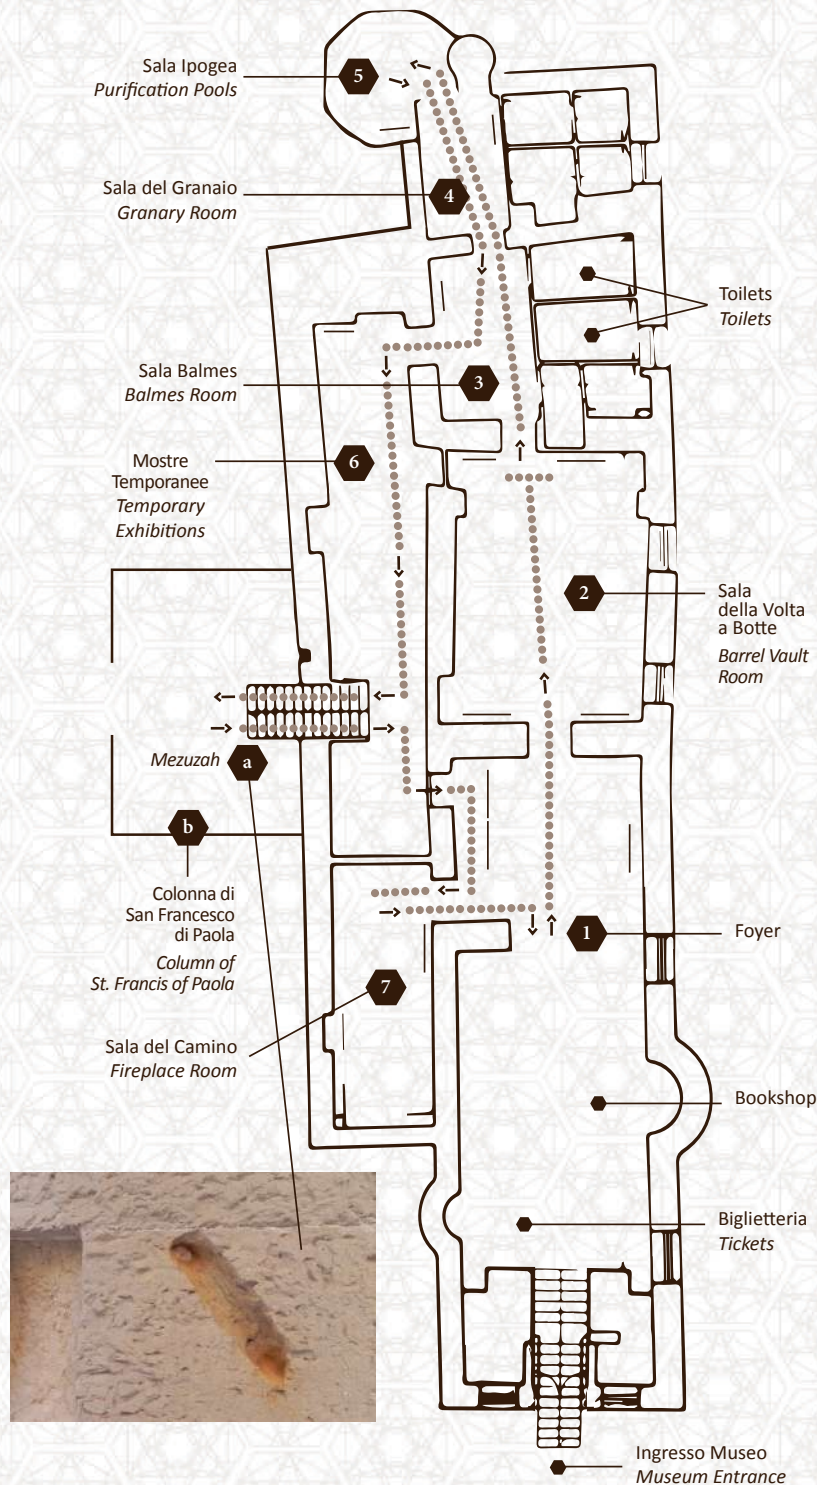 5
Sala Ipogea
Purification Pools
4
Sala del Granaio
Granary Room
Toilets
Toilets
3
Sala Balmes
Balmes Room
6
Mostre
Temporanee
Temporary
Exhibitions
2
Sala
della Volta
a Botte
Barrel Vault
Room
Mezuzah
a
b
Colonna di
San Francesco
di Paola
Column of
St. Francis of Paola
1
Foyer
7
Sala del Camino
Fireplace Room
Bookshop
Biglietteria
Tickets
Ingresso Museo
Museum Entrance